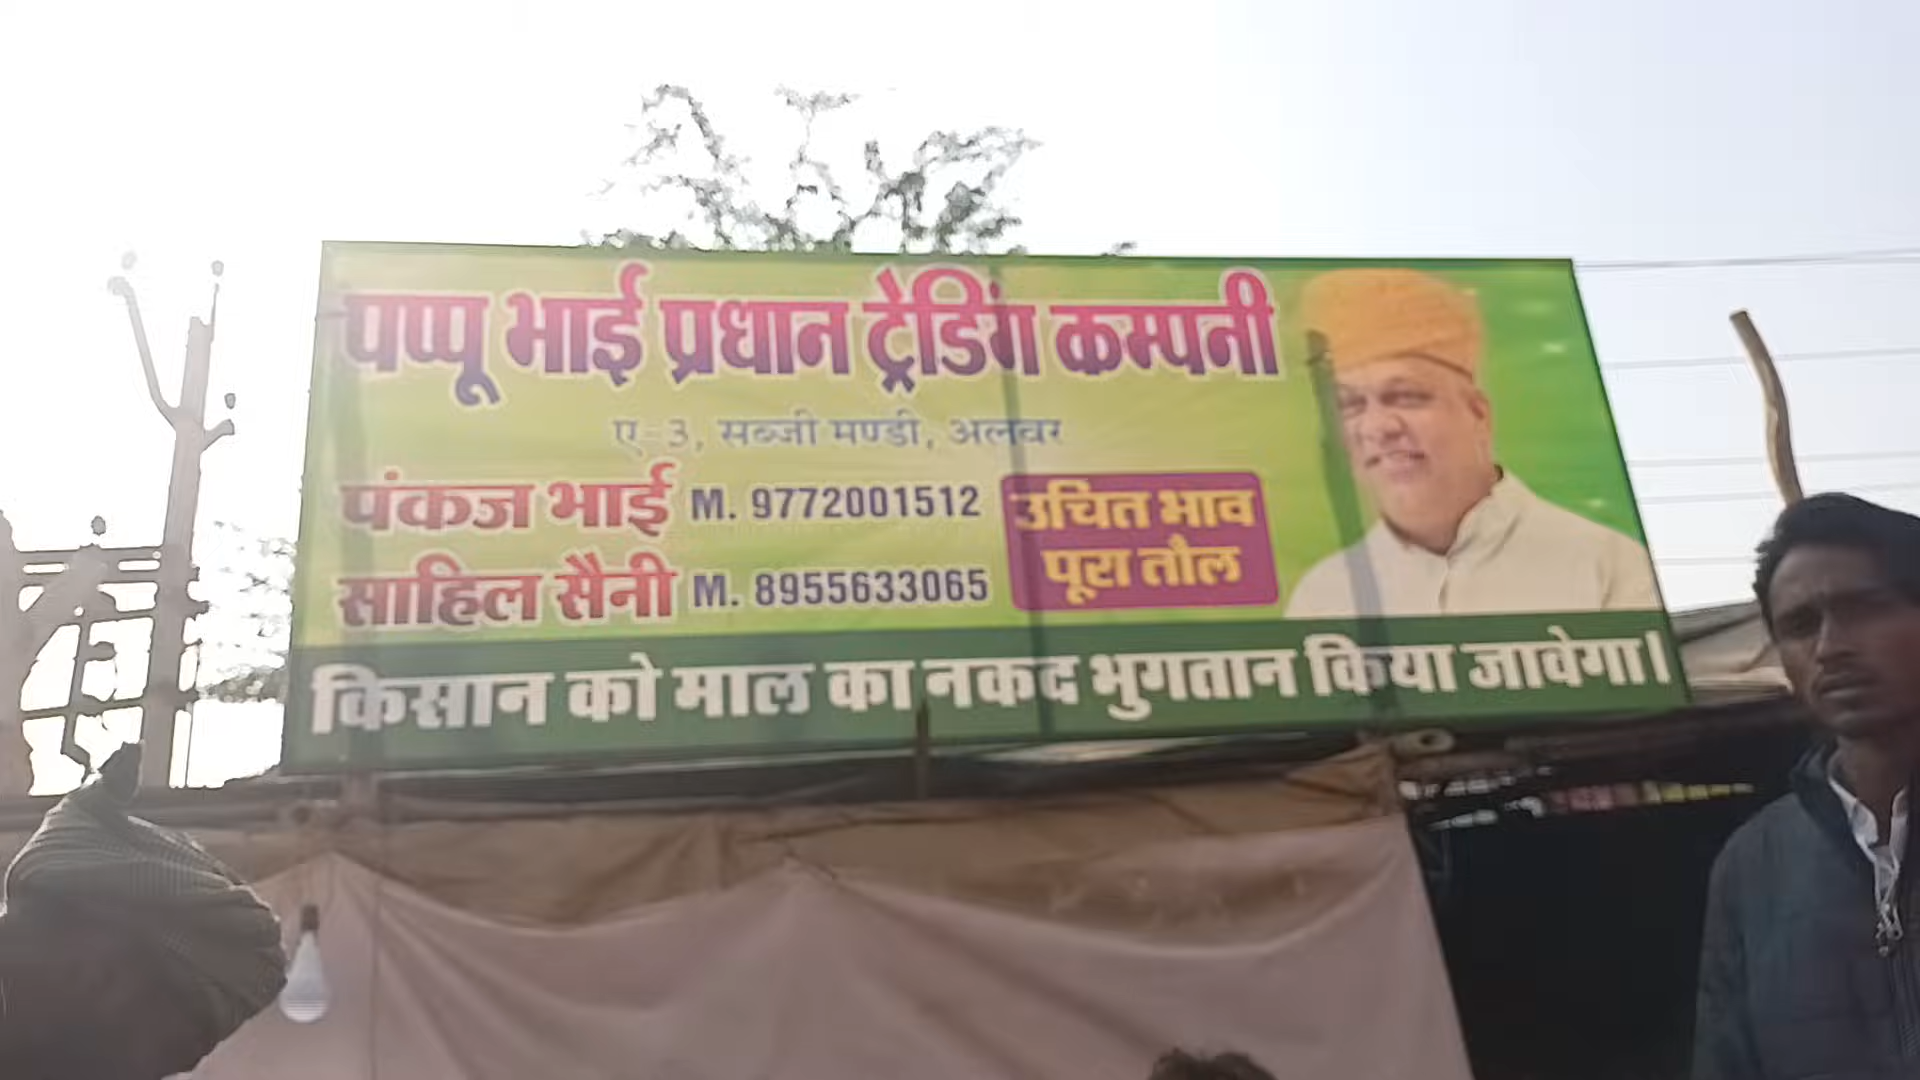 पप्पू भाई प्रधान ट्रेडिंग कम्पनी
ए-3, सब्जी मण्डी, अलवर
पंकज भाई M. 9772001512
साहिल सैनी M. 8955633065
उचित भाव
पूरा तौल
किसान को माल का नकद भुगतान किया जावेगा।